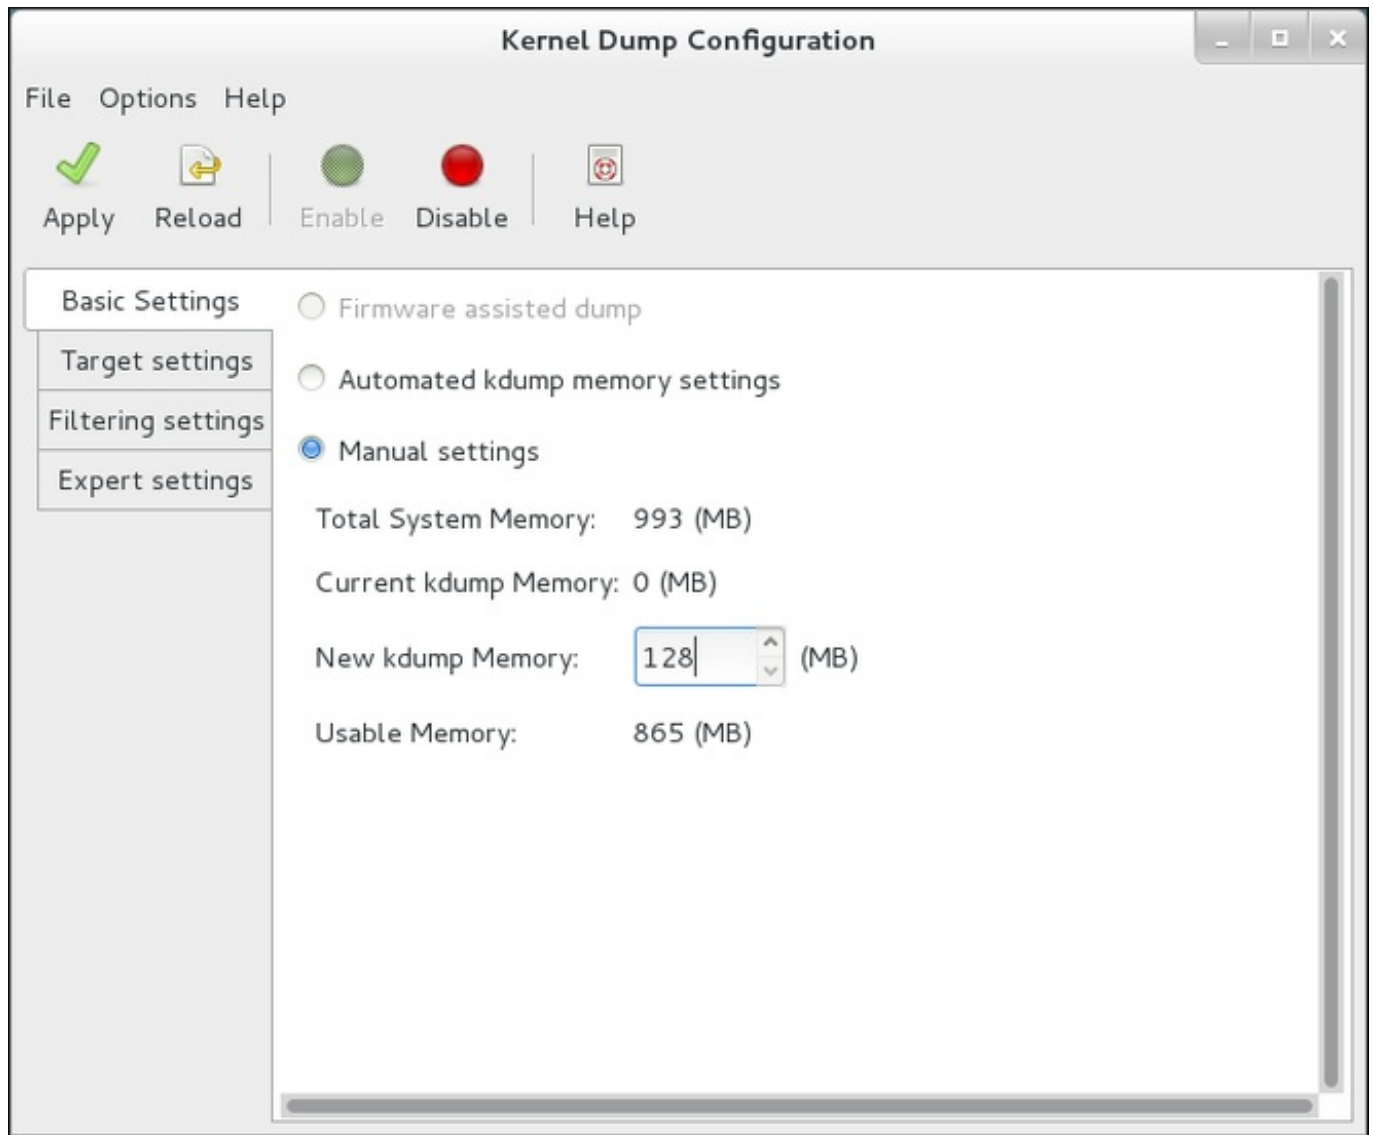 Kernel Dump Configuration
File Options Help
Apply Reload Enable Disable Help
Basic Settings
Target settings
Filtering settings
Expert settings
Firmware assisted dump
Automated kdump memory settings
Manual settings
Total System Memory: 993 (MB)
Current kdump Memory: 0 (MB)
New kdump Memory: 128 (MB)
Usable Memory: 865 (MB)